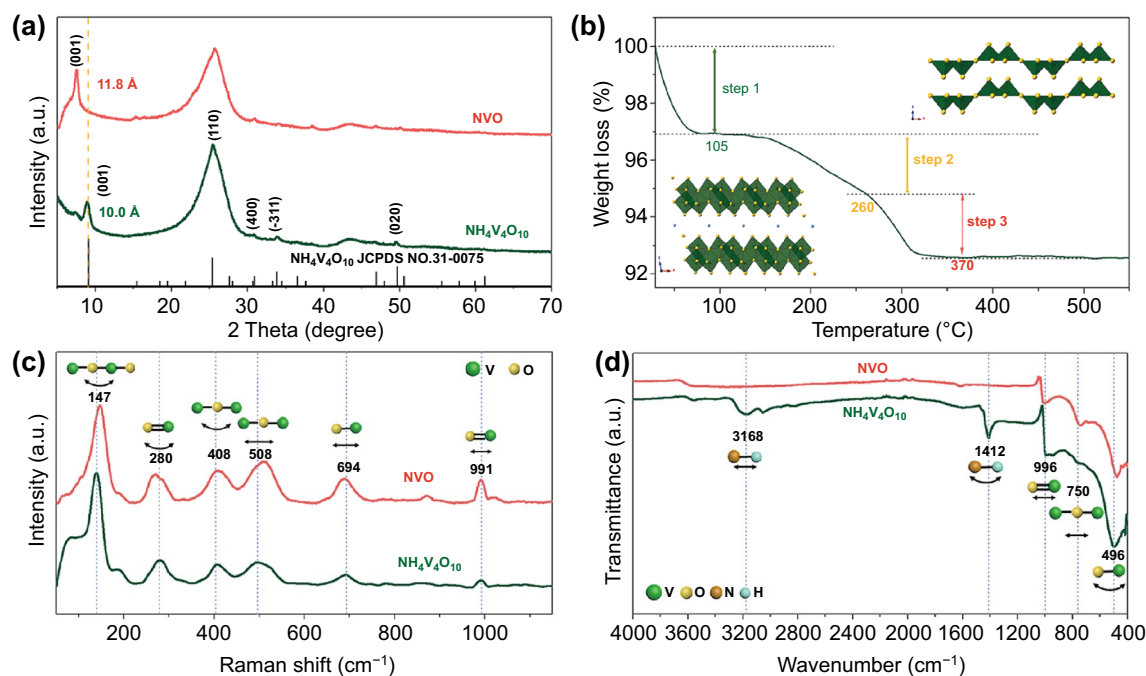 (a)
Intensity (a.u.)
(001)
11.8 Å
NVO
(110)
(001)
10.0 Å
(400)
(-311)
(020)
NH₄V₄O₁₀
NH₄V₄O₁₀ JCPDS NO.31-0075
10 20 30 40 50 60 70
2 Theta (degree)
(b)
Weight loss (%)
100
98
96
94
92
step 1
105
step 2
260
step 3
370
0 100 200 300 400 500
Temperature (°C)
(c)
Intensity (a.u.)
V O
147
280
408
508
694
991
NVO
NH₄V₄O₁₀
200 400 600 800 1000
Raman shift (cm⁻¹)
(d)
Transmittance (a.u.)
NVO
NH₄V₄O₁₀
3168
1412
996
750
496
V O N H
4000 3600 3200 2800 2400 2000 1600 1200 800 400
Wavenumber (cm⁻¹)